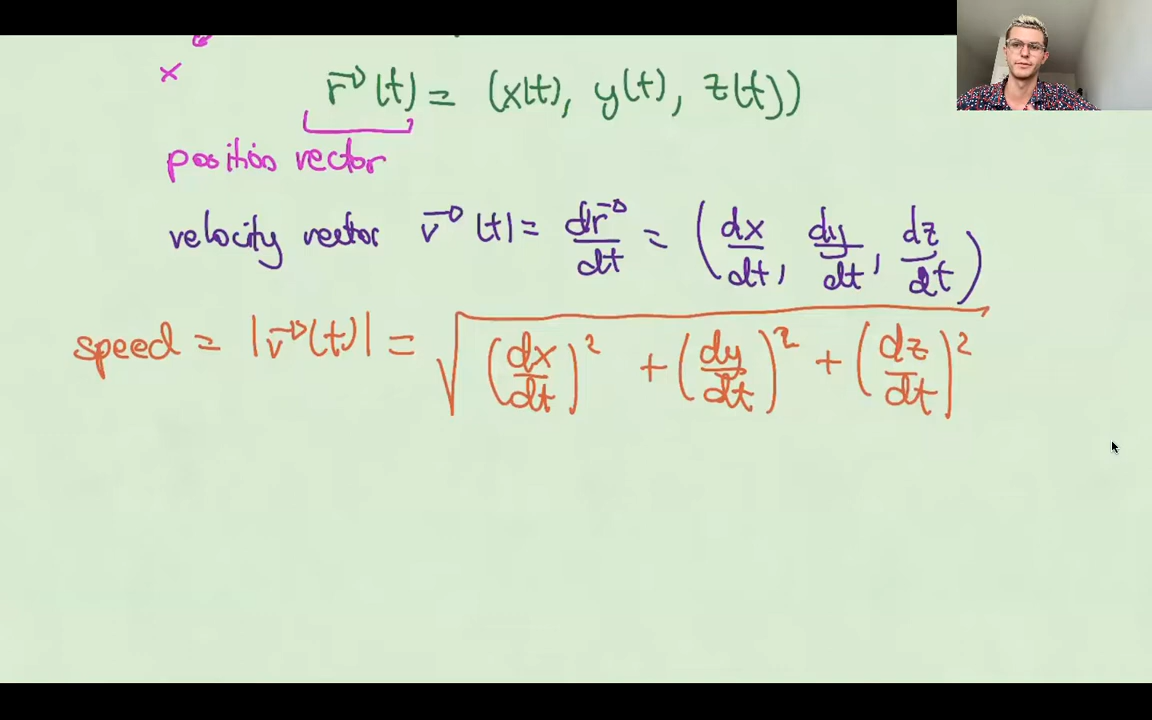 x
r⃗(t) = (x(t), y(t), z(t))
position vector
velocity vector v⃗(t) = dr⃗/dt = (dx/dt, dy/dt, dz/dt)
speed = |v⃗(t)| = √((dx/dt)² + (dy/dt)² + (dz/dt)²)